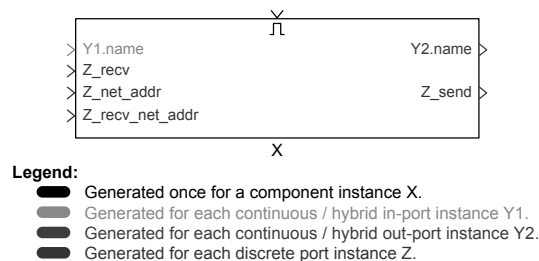 Y1.name
Y2.name
Z_recv
Z_net_addr
Z_send
Z_recv_net_addr
X
Legend:
Generated once for a component instance X.
Generated for each continuous / hybrid in-port instance Y1.
Generated for each continuous / hybrid out-port instance Y2.
Generated for each discrete port instance Z.